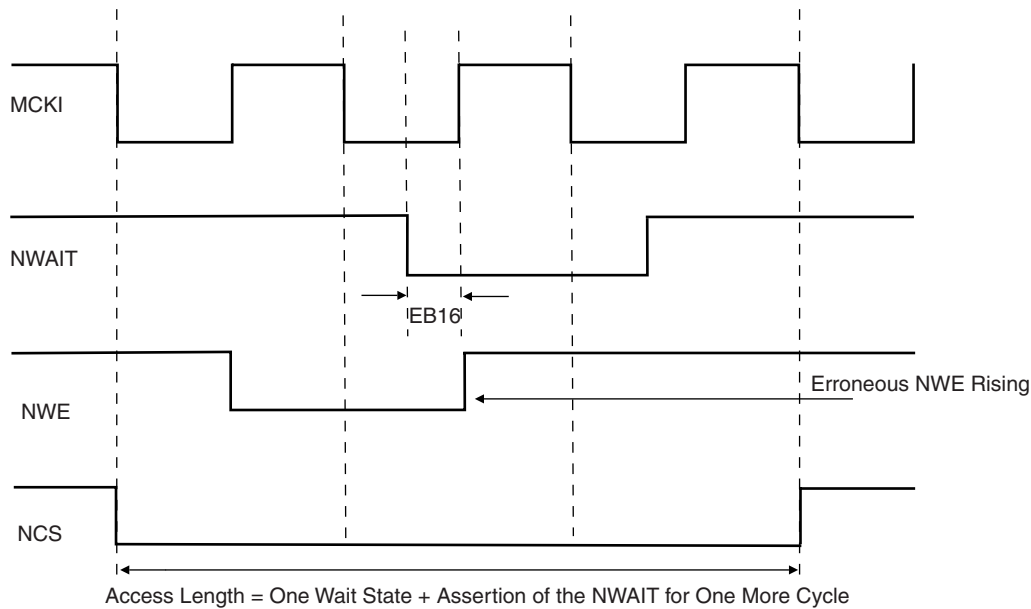 MCKI
NWAIT
EB16
Erroneous NWE Rising
NWE
NCS
Access Length = One Wait State + Assertion of the NWAIT for One More Cycle